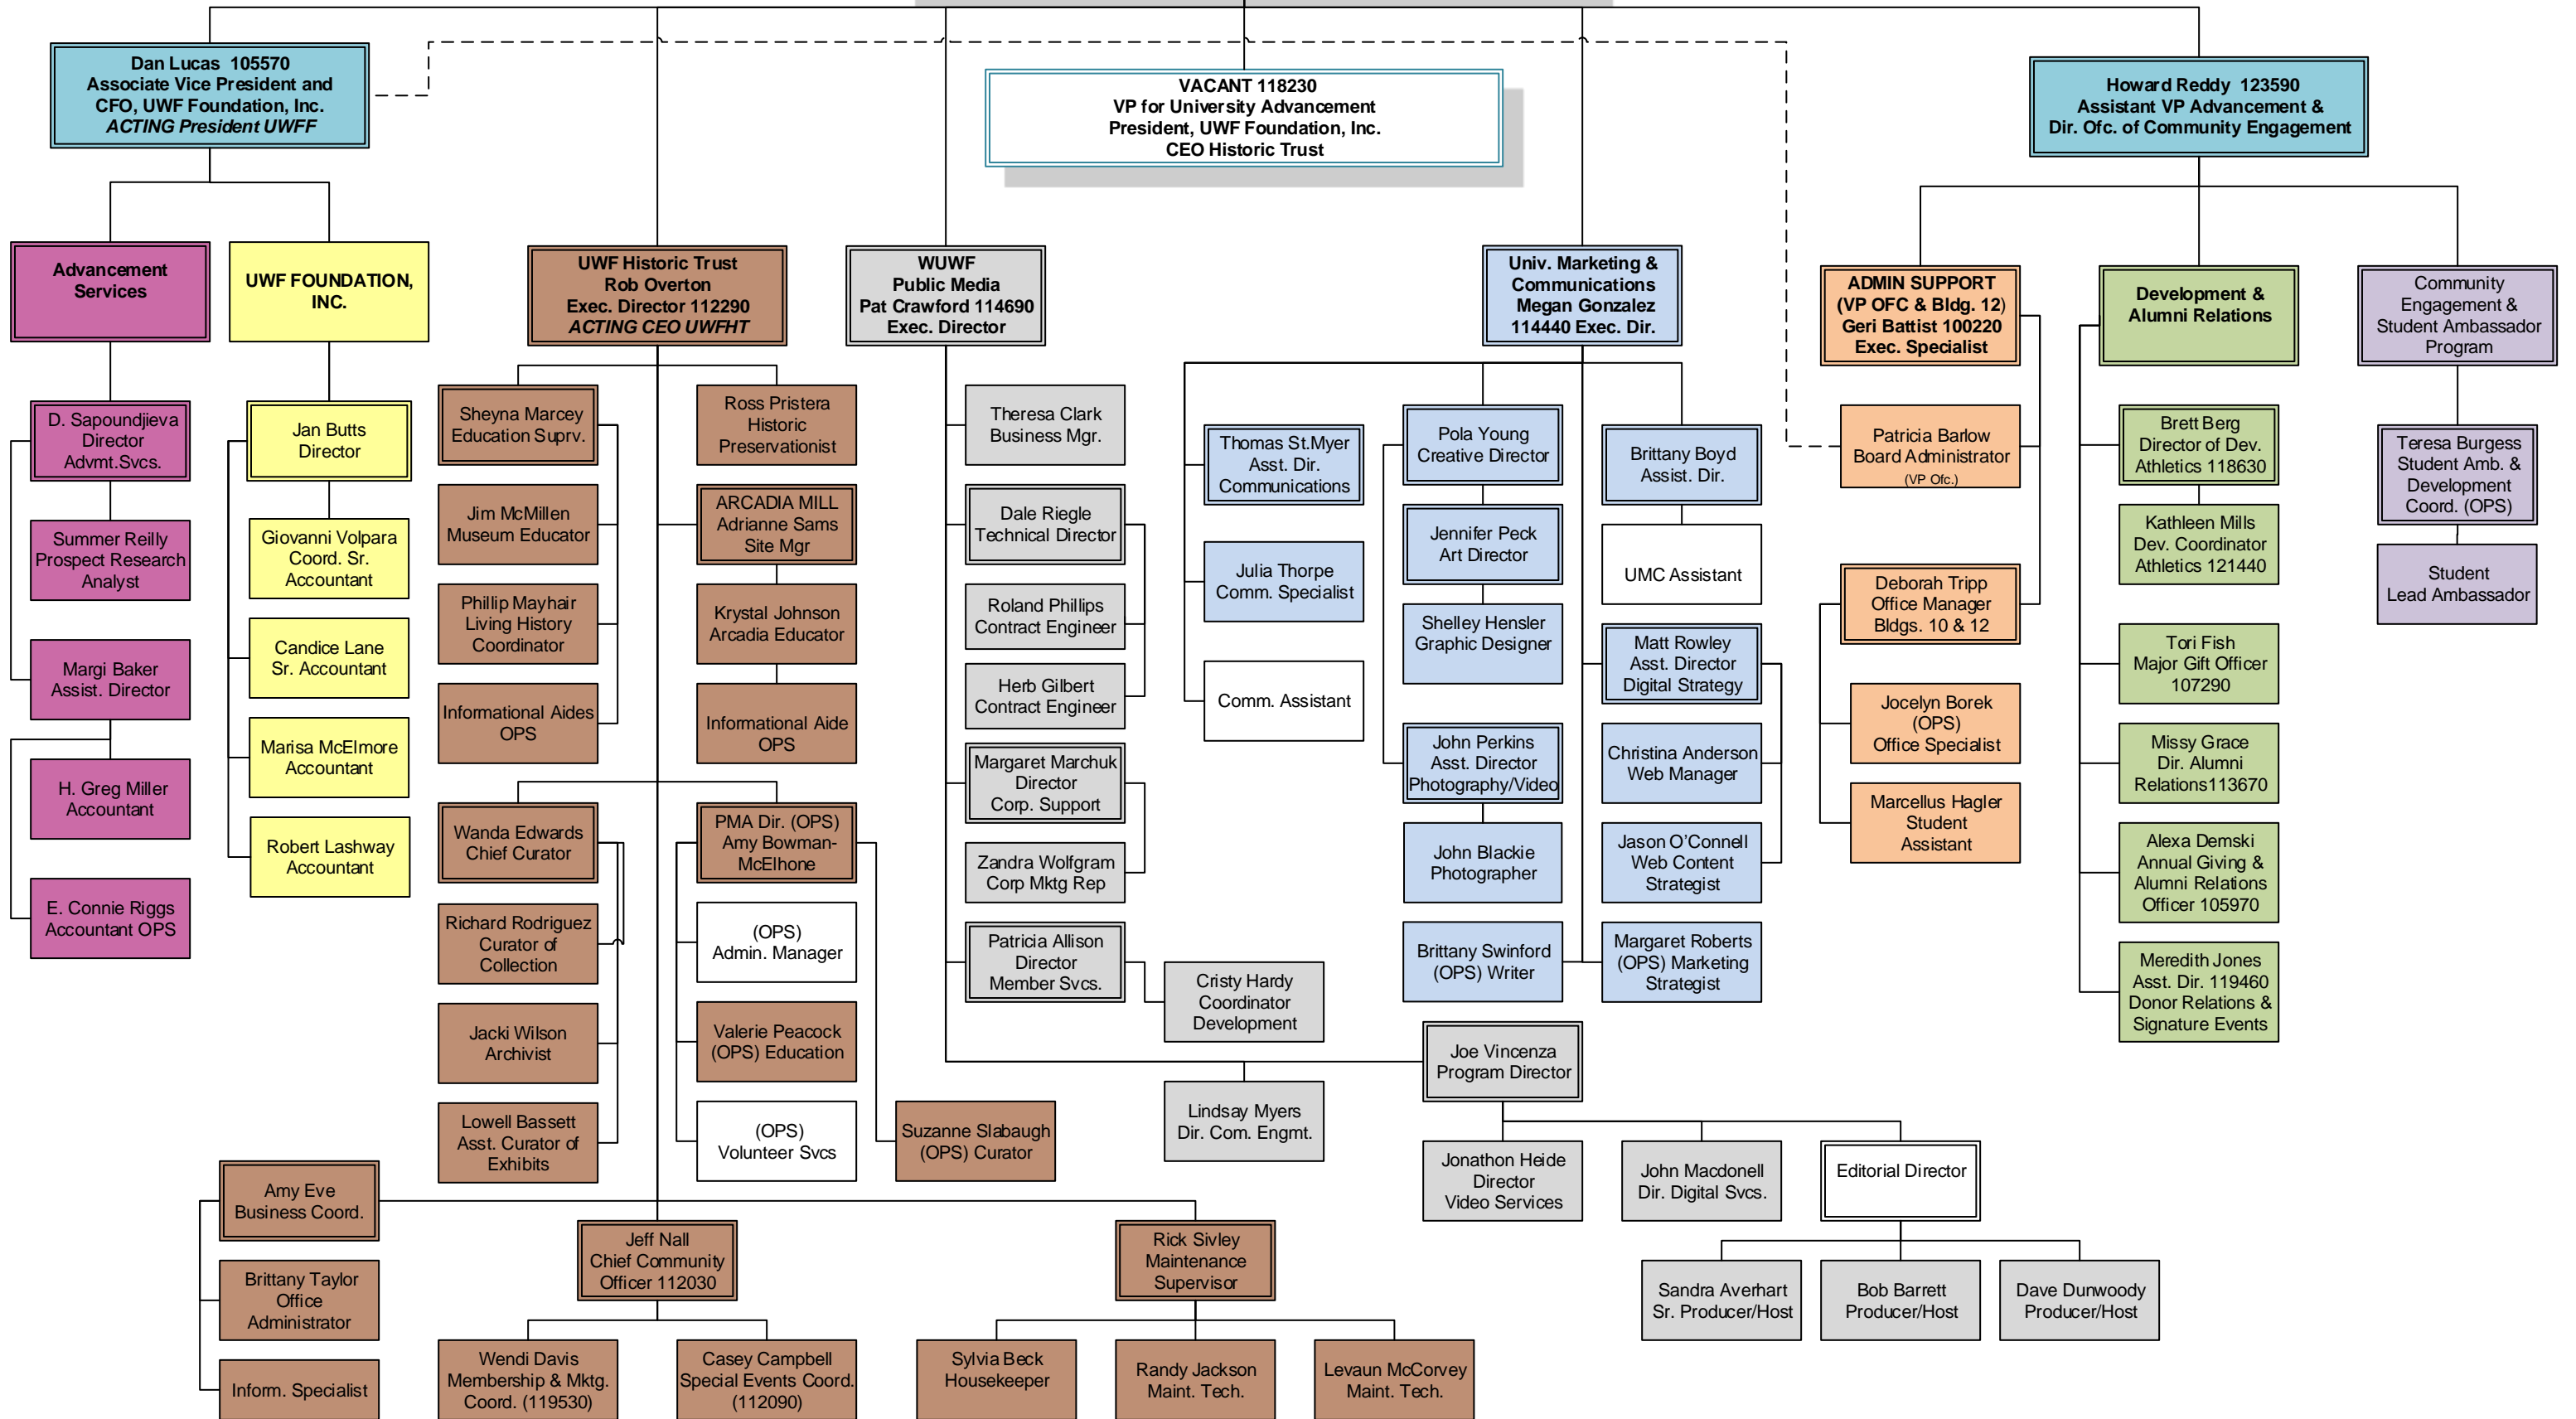 Dan Lucas  105570
Associate Vice President and
CFO, UWF Foundation, Inc.
ACTING President UWFF
VACANT 118230
VP for University Advancement
President, UWF Foundation, Inc.
CEO Historic Trust
Howard Reddy  123590
Assistant VP Advancement &
Dir. Ofc. of Community Engagement
Advancement
Services
UWF FOUNDATION,
INC.
UWF Historic Trust
Rob Overton
Exec. Director 112290
ACTING CEO UWFHT
WUWF
Public Media
Pat Crawford 114690
Exec. Director
Univ. Marketing &
Communications
Megan Gonzalez
114440 Exec. Dir.
ADMIN SUPPORT
(VP OFC & Bldg. 12)
Geri Battist 100220
Exec. Specialist
Development &
Alumni Relations
Community
Engagement &
Student Ambassador
Program
D. Sapoundjieva
Director
Advmt.Svcs.
Summer Reilly
Prospect Research
Analyst
Margi Baker
Assist. Director
H. Greg Miller
Accountant
E. Connie Riggs
Accountant OPS
Jan Butts
Director
Giovanni Volpara
Coord. Sr.
Accountant
Candice Lane
Sr. Accountant
Marisa McElmore
Accountant
Robert Lashway
Accountant
Sheyna Marcey
Education Suprv.
Jim McMillen
Museum Educator
Phillip Mayhair
Living History
Coordinator
Informational Aides
OPS
Ross Pristera
Historic
Preservationist
ARCADIA MILL
Adrianne Sams
Site Mgr
Krystal Johnson
Arcadia Educator
Informational Aide
OPS
Wanda Edwards
Chief Curator
Richard Rodriguez
Curator of
Collection
Jacki Wilson
Archivist
Lowell Bassett
Asst. Curator of
Exhibits
PMA Dir. (OPS)
Amy Bowman-
McElhone
(OPS)
Admin. Manager
Valerie Peacock
(OPS) Education
(OPS)
Volunteer Svcs
Suzanne Slabaugh
(OPS) Curator
Amy Eve
Business Coord.
Brittany Taylor
Office
Administrator
Inform. Specialist
Jeff Nall
Chief Community
Officer 112030
Wendi Davis
Membership & Mktg.
Coord. (119530)
Casey Campbell
Special Events Coord.
(112090)
Rick Sivley
Maintenance
Supervisor
Sylvia Beck
Housekeeper
Randy Jackson
Maint. Tech.
Levaun McCorvey
Maint. Tech.
Theresa Clark
Business Mgr.
Dale Riegle
Technical Director
Roland Phillips
Contract Engineer
Herb Gilbert
Contract Engineer
Margaret Marchuk
Director
Corp. Support
Zandra Wolfgram
Corp Mktg Rep
Patricia Allison
Director
Member Svcs.
Cristy Hardy
Coordinator
Development
Lindsay Myers
Dir. Com. Engmt.
Joe Vincenza
Program Director
Jonathon Heide
Director
Video Services
John Macdonell
Dir. Digital Svcs.
Editorial Director
Sandra Averhart
Sr. Producer/Host
Bob Barrett
Producer/Host
Dave Dunwoody
Producer/Host
Thomas St.Myer
Asst. Dir.
Communications
Julia Thorpe
Comm. Specialist
Comm. Assistant
Pola Young
Creative Director
Jennifer Peck
Art Director
Shelley Hensler
Graphic Designer
John Perkins
Asst. Director
Photography/Video
John Blackie
Photographer
Brittany Swinford
(OPS) Writer
Brittany Boyd
Assist. Dir.
UMC Assistant
Matt Rowley
Asst. Director
Digital Strategy
Christina Anderson
Web Manager
Jason O’Connell
Web Content
Strategist
Margaret Roberts
(OPS) Marketing
Strategist
Patricia Barlow
Board Administrator
(VP Ofc.)
Deborah Tripp
Office Manager
Bldgs. 10 & 12
Jocelyn Borek
(OPS)
Office Specialist
Marcellus Hagler
Student
Assistant
Brett Berg
Director of Dev.
Athletics 118630
Kathleen Mills
Dev. Coordinator
Athletics 121440
Tori Fish
Major Gift Officer
107290
Missy Grace
Dir. Alumni
Relations113670
Alexa Demski
Annual Giving &
Alumni Relations
Officer 105970
Meredith Jones
Asst. Dir. 119460
Donor Relations &
Signature Events
Teresa Burgess
Student Amb. &
Development
Coord. (OPS)
Student
Lead Ambassador